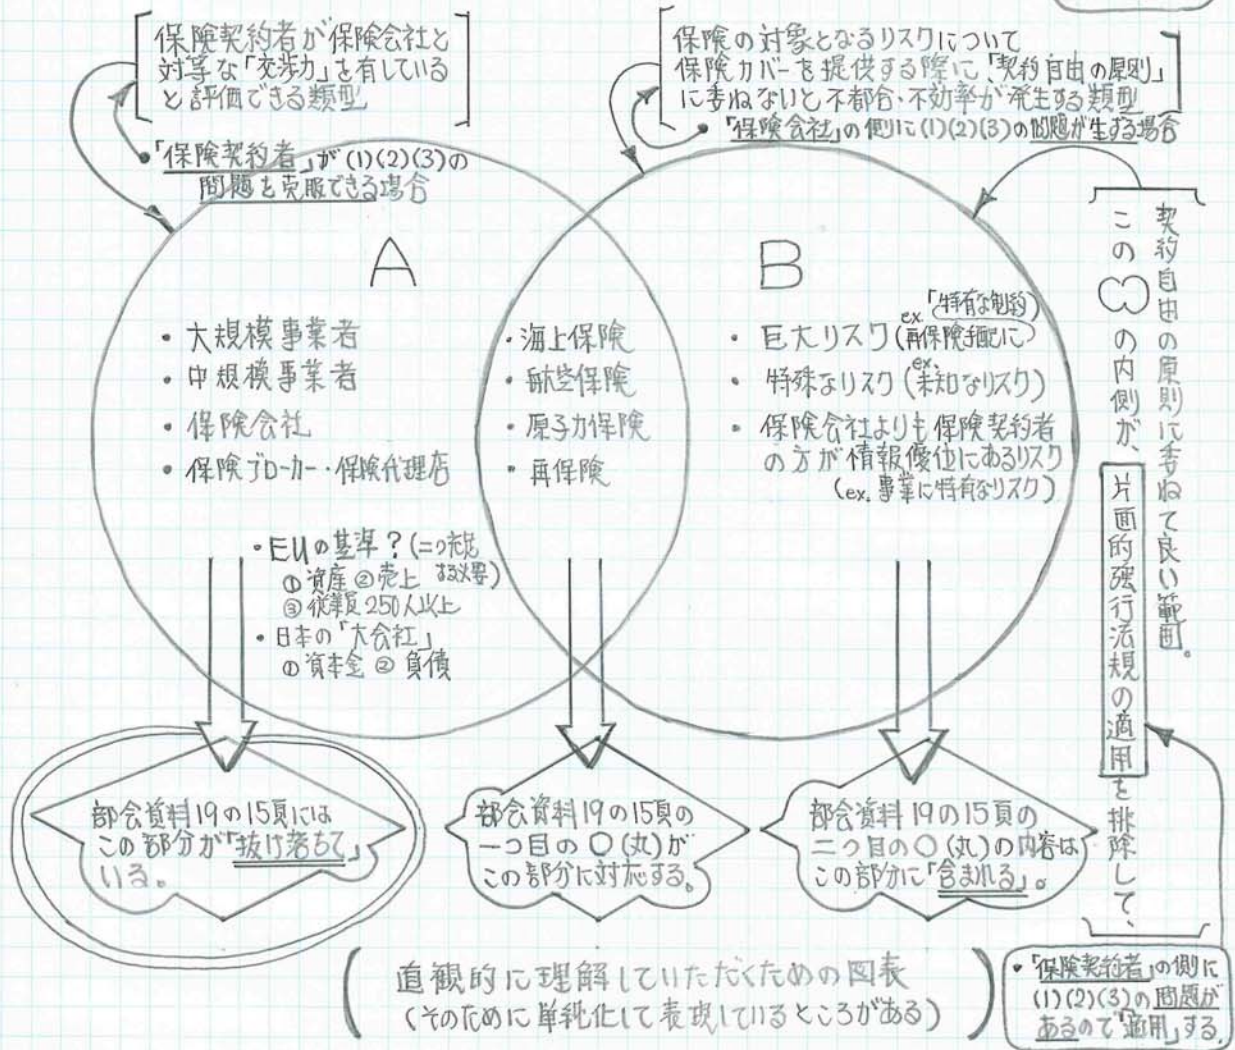 保険契約者が保険会社と
対等な「交渉力」を有している
と評価できる類型
・「保険契約者」が(1)(2)(3)の
問題を克服できる場合
保険の対象となるリスクについて
保険カバーを提供する際に「契約自由の原則」
に委ねないと不都合・不効率が発生する類型
・「保険会社」の側に(1)(2)(3)の問題が生する場合
A
・大規模事業者
・中規模事業者
・保険会社
・保険ブローカー・保険代理店
・EUの基準?(二つ充足
する必要)
①資産②売上
③従業員250人以上
・日本の「大会社」
①資本金②負債
・海上保険
・航空保険
・原子力保険
・再保険
B
・巨大リスク(ex.「特有な制約」
再保険手配に)
・特殊なリスク(ex.未知なリスク)
・保険会社よりも保険契約者
の方が情報優位にあるリスク
(ex.事業に特有なリスク)
契約自由の原則に委ねて良い範囲。
この の内側が、片面的強行法規の適用を排除して、
部会資料19の15頁には
この部分が「抜け落ちて」
いる。
部会資料19の15頁の
一つ目の○(丸)が
この部分に対応する。
部会資料19の15頁の
二つ目の○(丸)の内容は
この部分に「含まれる」。
直観的に理解していただくための図表
(そのために単純化して表現しているところがある)
・「保険契約者」の側に
(1)(2)(3)の問題が
あるので「適用」する。